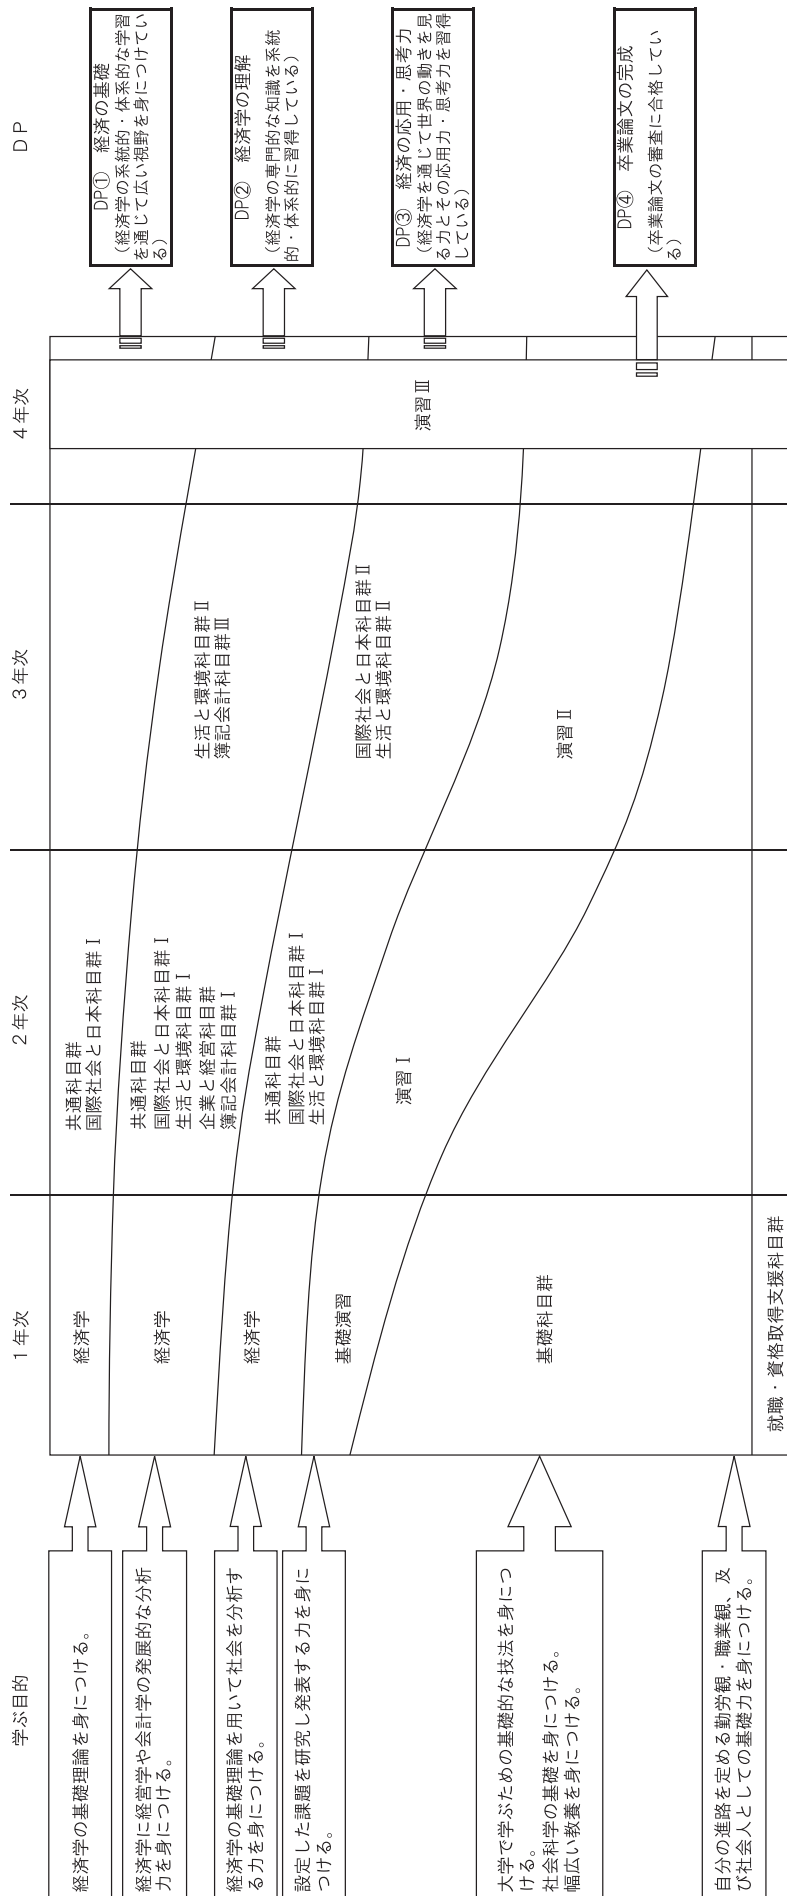 学ぶ目的
1年次
2年次
3年次
4年次
DP
経済学の基礎理論を身につける。
経済学
共通科目群
国際社会と日本科目群Ⅰ
DP① 経済の基礎
（経済学の系統的・体系的な学習
を通じて広い視野を身につけてい
る）
経済学に経営学や会計学の発展的な分析
力を身につける。
経済学
共通科目群
国際社会と日本科目群Ⅰ
生活と環境科目群Ⅰ
企業と経営科目群
簿記会計科目群Ⅰ
生活と環境科目群Ⅱ
簿記会計科目群Ⅲ
DP② 経済学の理解
（経済学の専門的な知識を系統
的・体系的に習得している）
経済学の基礎理論を用いて社会を分析す
る力を身につける。
経済学
共通科目群
国際社会と日本科目群Ⅰ
生活と環境科目群Ⅰ
国際社会と日本科目群Ⅱ
生活と環境科目群Ⅱ
DP③ 経済の応用・思考力
（経済学を通じて世界の動きを見
る力とその応用力・思考力を習得
している）
設定した課題を研究し発表する力を身に
つける。
基礎演習
演習Ⅰ
演習Ⅱ
演習Ⅲ
DP④ 卒業論文の完成
（卒業論文の審査に合格してい
る）
大学で学ぶための基礎的な技法を身につ
ける。
社会科学の基礎を身につける。
幅広い教養を身につける。
基礎科目群
自分の進路を定める勤労観・職業観、及
び社会人としての基礎力を身につける。
就職・資格取得支援科目群